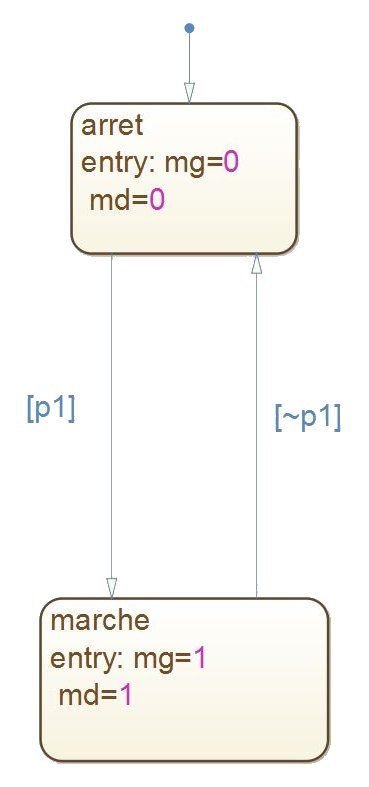 arret
entry: mg=0
md=0
[p1]
[~p1]
marche
entry: mg=1
md=1